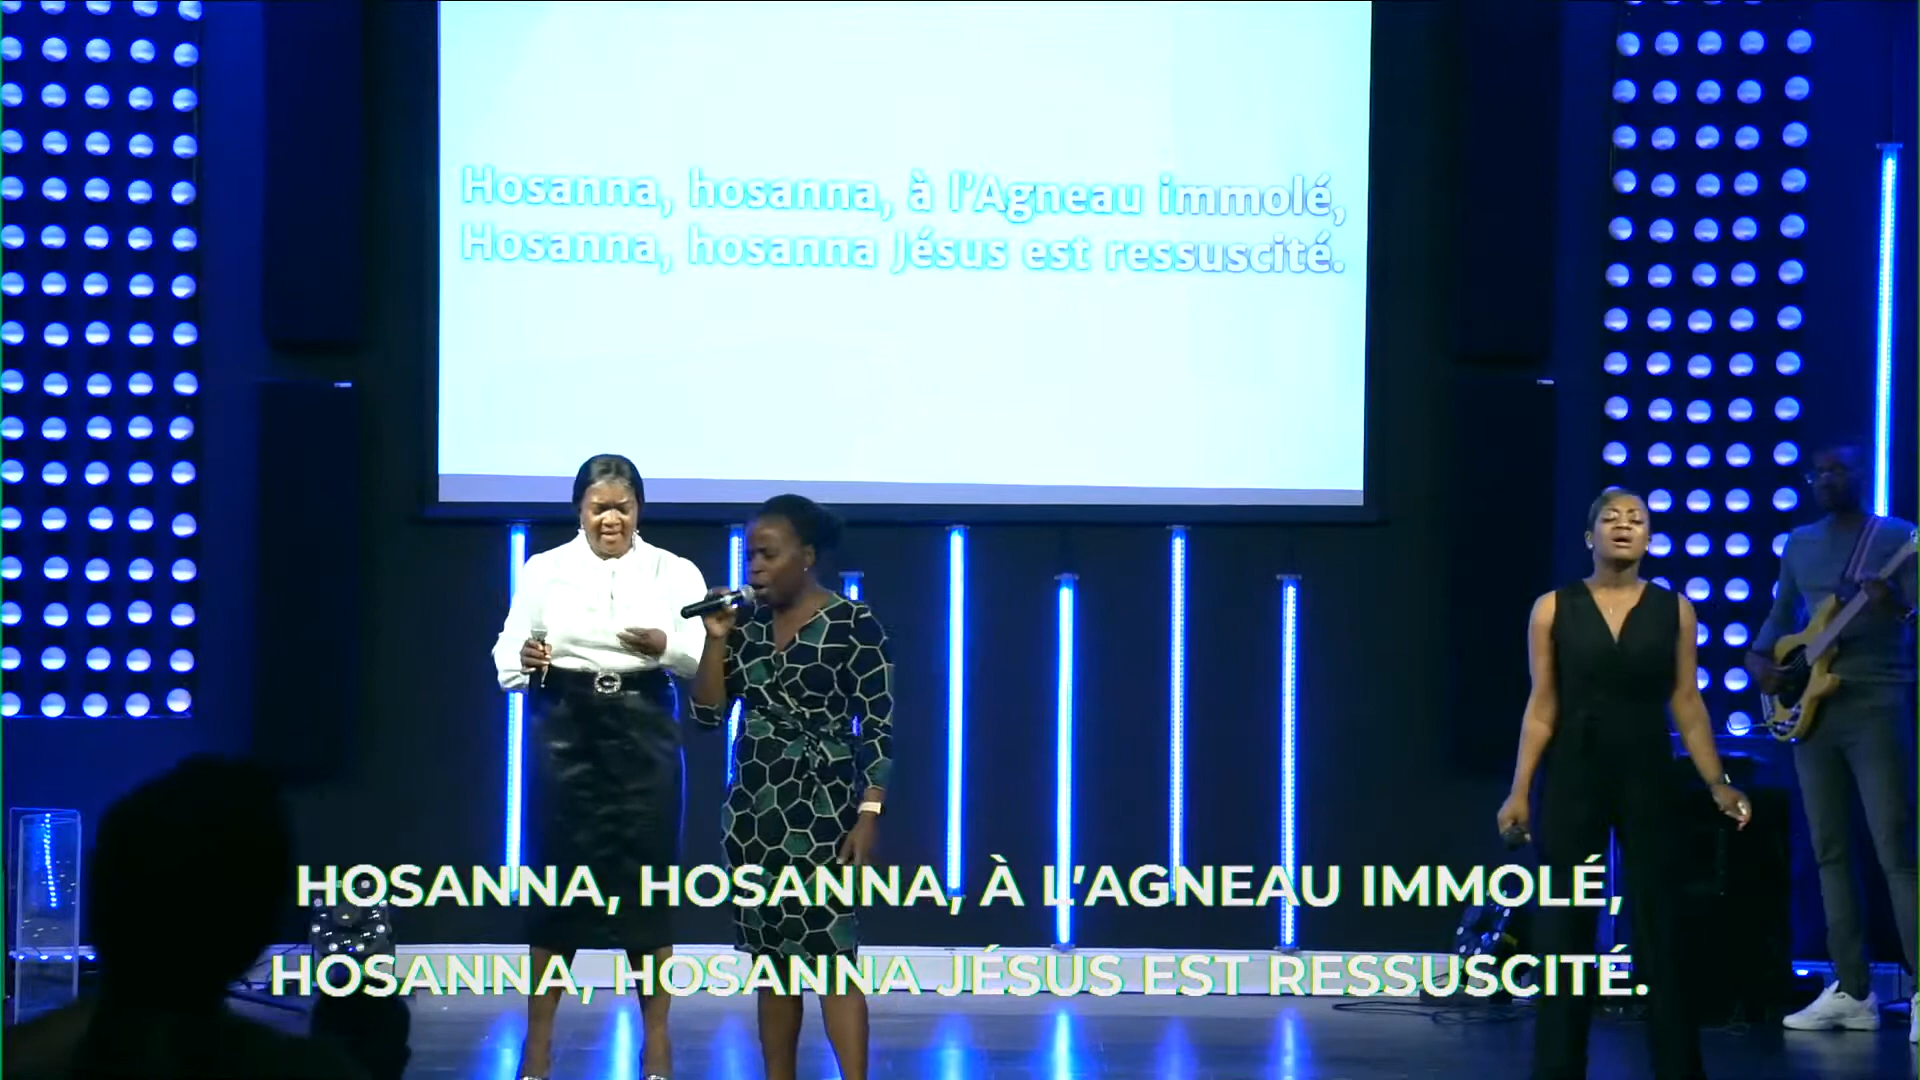 Hosanna, hosanna, à l'Agneau immolé,
Hosanna, hosanna Jésus est ressuscité.
HOSANNA, HOSANNA, À L'AGNEAU IMMOLÉ,
HOSANNA, HOSANNA JÉSUS EST RESSUSCITÉ.